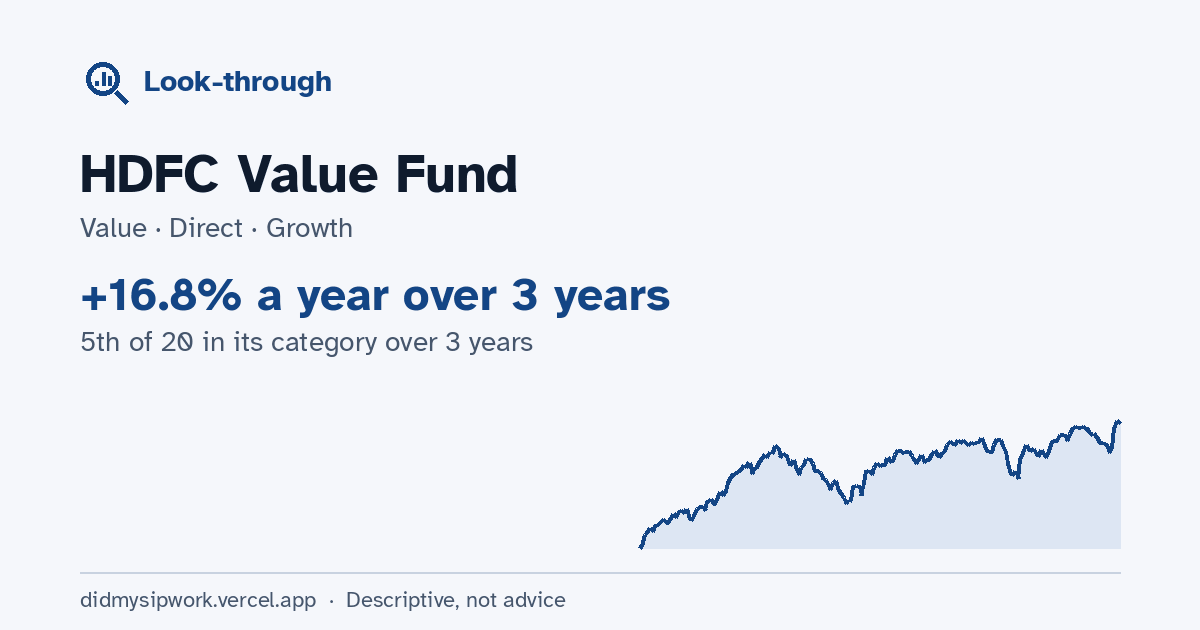 Look-through
HDFC Value Fund
Value · Direct · Growth
+16.8% a year over 3 years
5th of 20 in its category over 3 years
didmysipwork.vercel.app · Descriptive, not advice